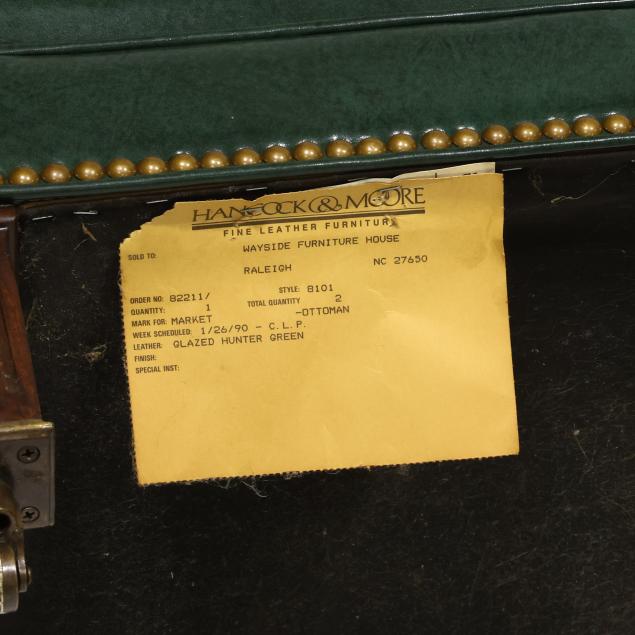 HANCOCK & MOORE
FINE LEATHER FURNITURE
SOLD TO: WAYSIDE FURNITURE HOUSE
RALEIGH NC 27650
ORDER NO: 82211/ STYLE: 8101
QUANTITY: 1 TOTAL QUANTITY 2
MARK FOR: MARKET -OTTOMAN
WEEK SCHEDULED: 1/26/90 - C.L.P.
LEATHER: GLAZED HUNTER GREEN
FINISH:
SPECIAL INST: